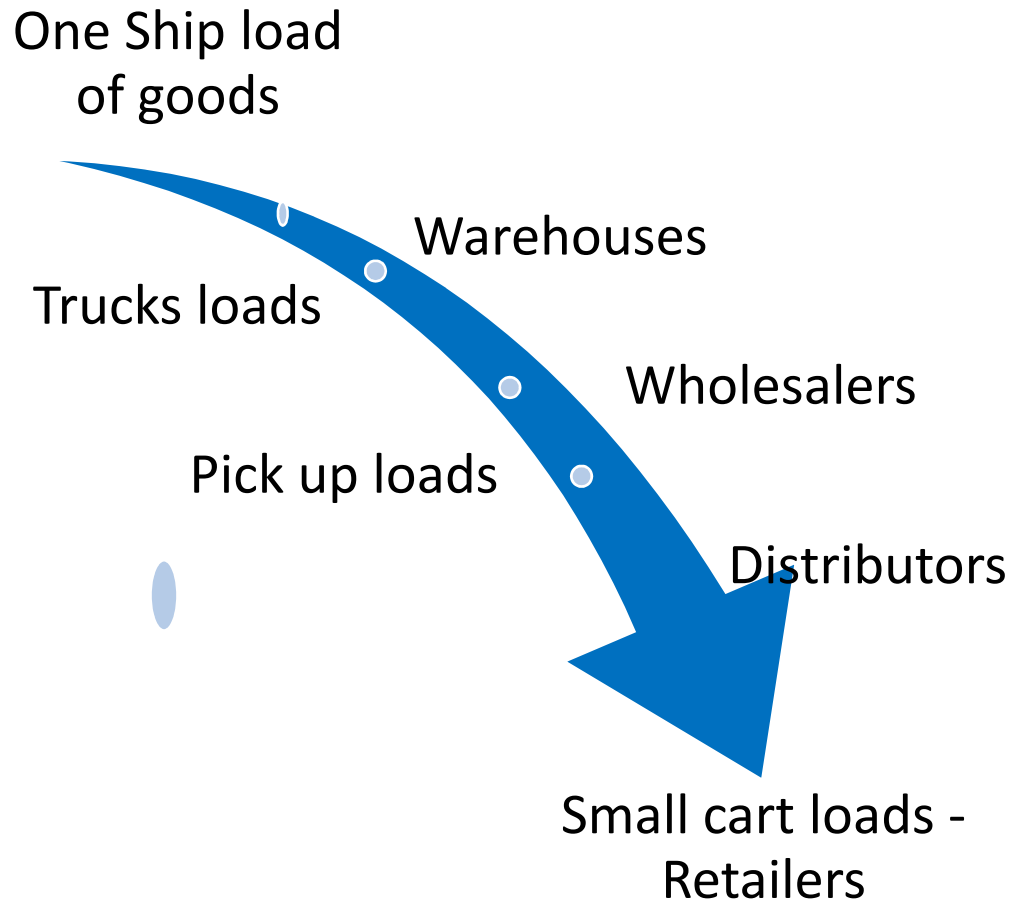 One Ship load
of goods
Warehouses
Trucks loads
Wholesalers
Pick up loads
Distributors
Small cart loads -
Retailers